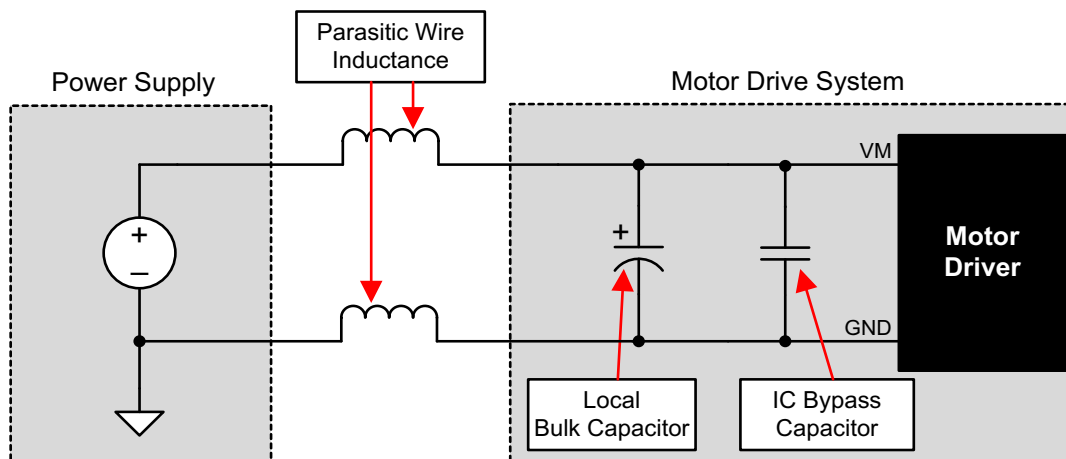 Parasitic Wire
Inductance
Power Supply
Motor Drive System
VM
+
−
+
Motor
Driver
GND
Local
Bulk Capacitor
IC Bypass
Capacitor